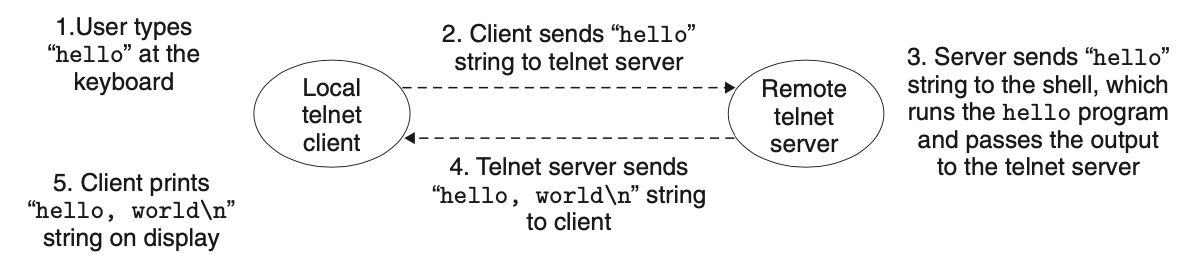 1.User types
“hello” at the
keyboard
2. Client sends “hello”
string to telnet server
Local
telnet
client
Remote
telnet
server
3. Server sends “hello”
string to the shell, which
runs the hello program
and passes the output
to the telnet server
4. Telnet server sends
“hello, world\n” string
to client
5. Client prints
“hello, world\n”
string on display